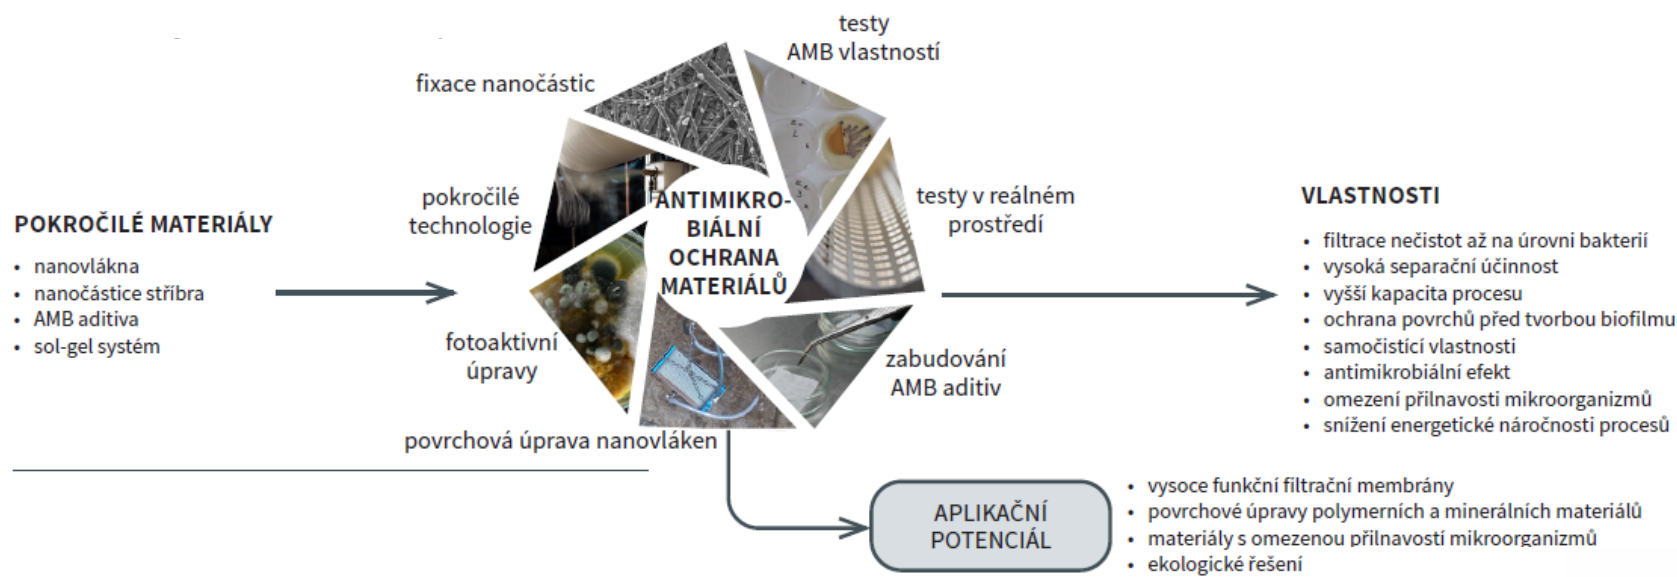 testy
AMB vlastností
fixace nanočástic
pokročilé
technologie
ANTIMIKRO-
BIÁLNÍ
OCHRANA
MATERIÁLŮ
testy v reálném
prostředí
fotoaktivní
úpravy
zabudování
AMB aditiv
povrchová úprava nanovláken
POKROČILÉ MATERIÁLY
• nanovlákna
• nanočástice stříbra
• AMB aditiva
• sol-gel systém
VLASTNOSTI
• filtrace nečistot až na úrovni bakterií
• vysoká separační účinnost
• vyšší kapacita procesu
• ochrana povrchů před tvorbou biofilmu
• samočistící vlastnosti
• antimikrobiální efekt
• omezení přilnavosti mikroorganizmů
• snížení energetické náročnosti procesů
APLIKAČNÍ
POTENCIÁL
• vysoce funkční filtrační membrány
• povrchové úpravy polymerních a minerálních materiálů
• materiály s omezenou přilnavostí mikroorganizmů
• ekologické řešení